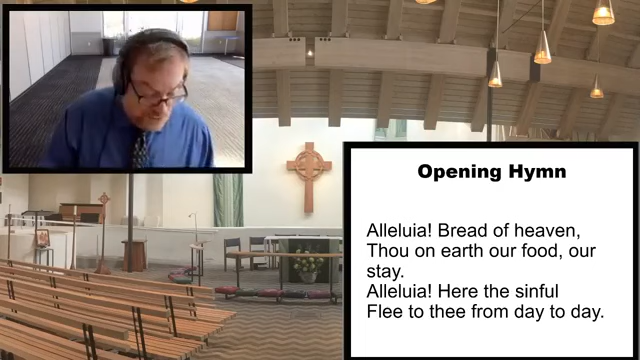 Opening Hymn
Alleluia! Bread of heaven,
Thou on earth our food, our
stay.
Alleluia! Here the sinful
Flee to thee from day to day.